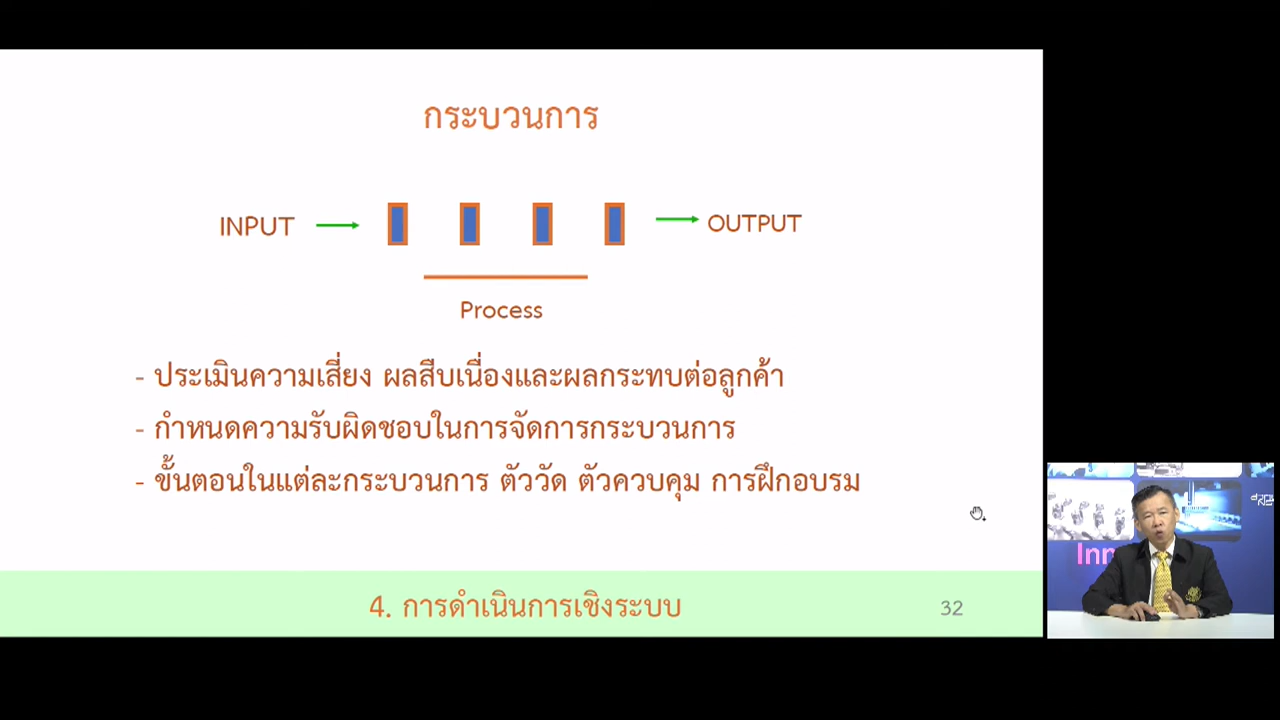 กระบวนการ
INPUT
OUTPUT
Process
- ประเมินความเสี่ยง ผลสืบเนื่องและผลกระทบต่อลูกค้า
- กำหนดความรับผิดชอบในการจัดการกระบวนการ
- ขั้นตอนในแต่ละกระบวนการ ตัววัด ตัวควบคุม การฝึกอบรม
4. การดำเนินการเชิงระบบ
32
Inn